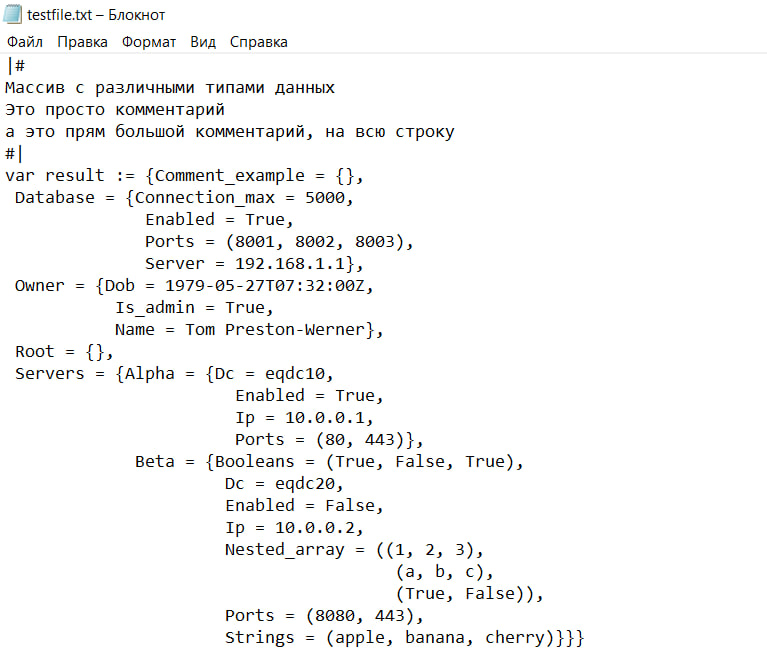 testfile.txt – Блокнот
Файл Правка Формат Вид Справка
|#
Массив с различными типами данных
Это просто комментарий
а это прям большой комментарий, на всю строку
#|
var result := {Comment_example = {},
 Database = {Connection_max = 5000,
              Enabled = True,
              Ports = (8001, 8002, 8003),
              Server = 192.168.1.1},
 Owner = {Dob = 1979-05-27T07:32:00Z,
           Is_admin = True,
           Name = Tom Preston-Werner},
 Root = {},
 Servers = {Alpha = {Dc = eqdc10,
                       Enabled = True,
                       Ip = 10.0.0.1,
                       Ports = (80, 443)},
             Beta = {Booleans = (True, False, True),
                      Dc = eqdc20,
                      Enabled = False,
                      Ip = 10.0.0.2,
                      Nested_array = ((1, 2, 3),
                                       (a, b, c),
                                       (True, False)),
                      Ports = (8080, 443),
                      Strings = (apple, banana, cherry)}}}